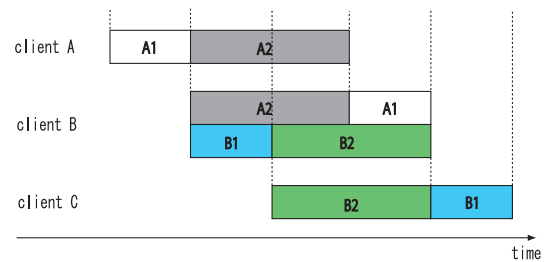 client A
A1
A2
client B
A2
A1
B1
B2
client C
B2
B1
time